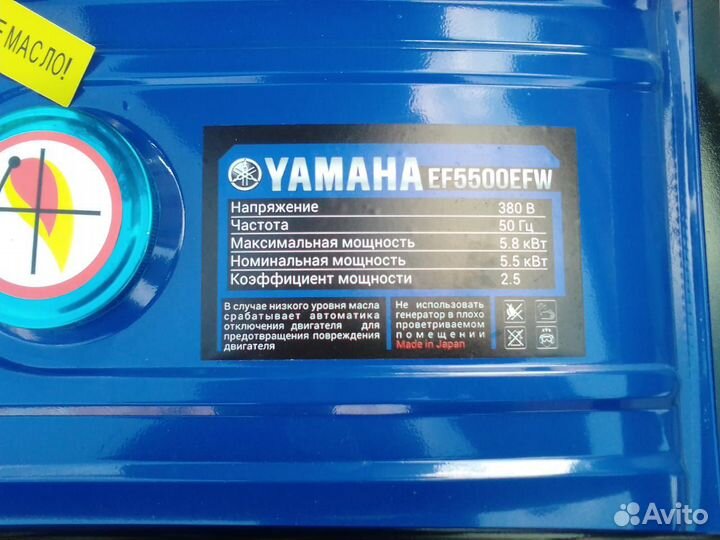 Е МАСЛО!
YAMAHA EF5500EFW
Напряжение 380 В
Частота 50 Гц
Максимальная мощность 5.8 кВт
Номинальная мощность 5.5 кВт
Коэффициент мощности 2.5
В случае низкого уровня масла
срабатывает автоматика
отключения двигателя для
предотвращения повреждения
двигателя
Не использовать
генератор в плохо
проветриваемом
помещении
Made in Japan
Avito